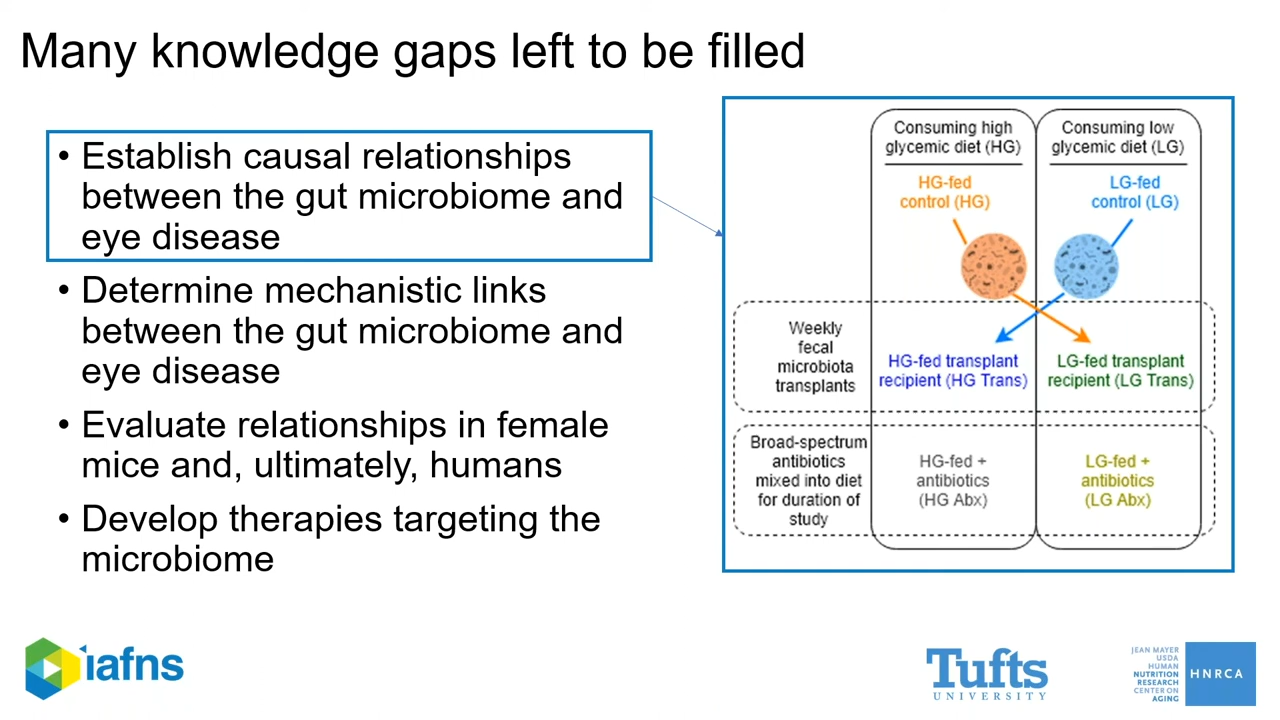 Many knowledge gaps left to be filled
• Establish causal relationships
between the gut microbiome and
eye disease
• Determine mechanistic links
between the gut microbiome and
eye disease
• Evaluate relationships in female
mice and, ultimately, humans
• Develop therapies targeting the
microbiome
Consuming high
glycemic diet (HG)
Consuming low
glycemic diet (LG)
HG-fed
control (HG)
LG-fed
control (LG)
Weekly
fecal
microbiota
transplants
HG-fed transplant
recipient (HG Trans)
LG-fed transplant
recipient (LG Trans)
Broad-spectrum
antibiotics
mixed into diet
for duration of
study
HG-fed +
antibiotics
(HG Abx)
LG-fed +
antibiotics
(LG Abx)
iafns
Tufts
UNIVERSITY
JEAN MAYER
USDA
HUMAN
NUTRITION
RESEARCH
CENTER ON
AGING
HNRCA